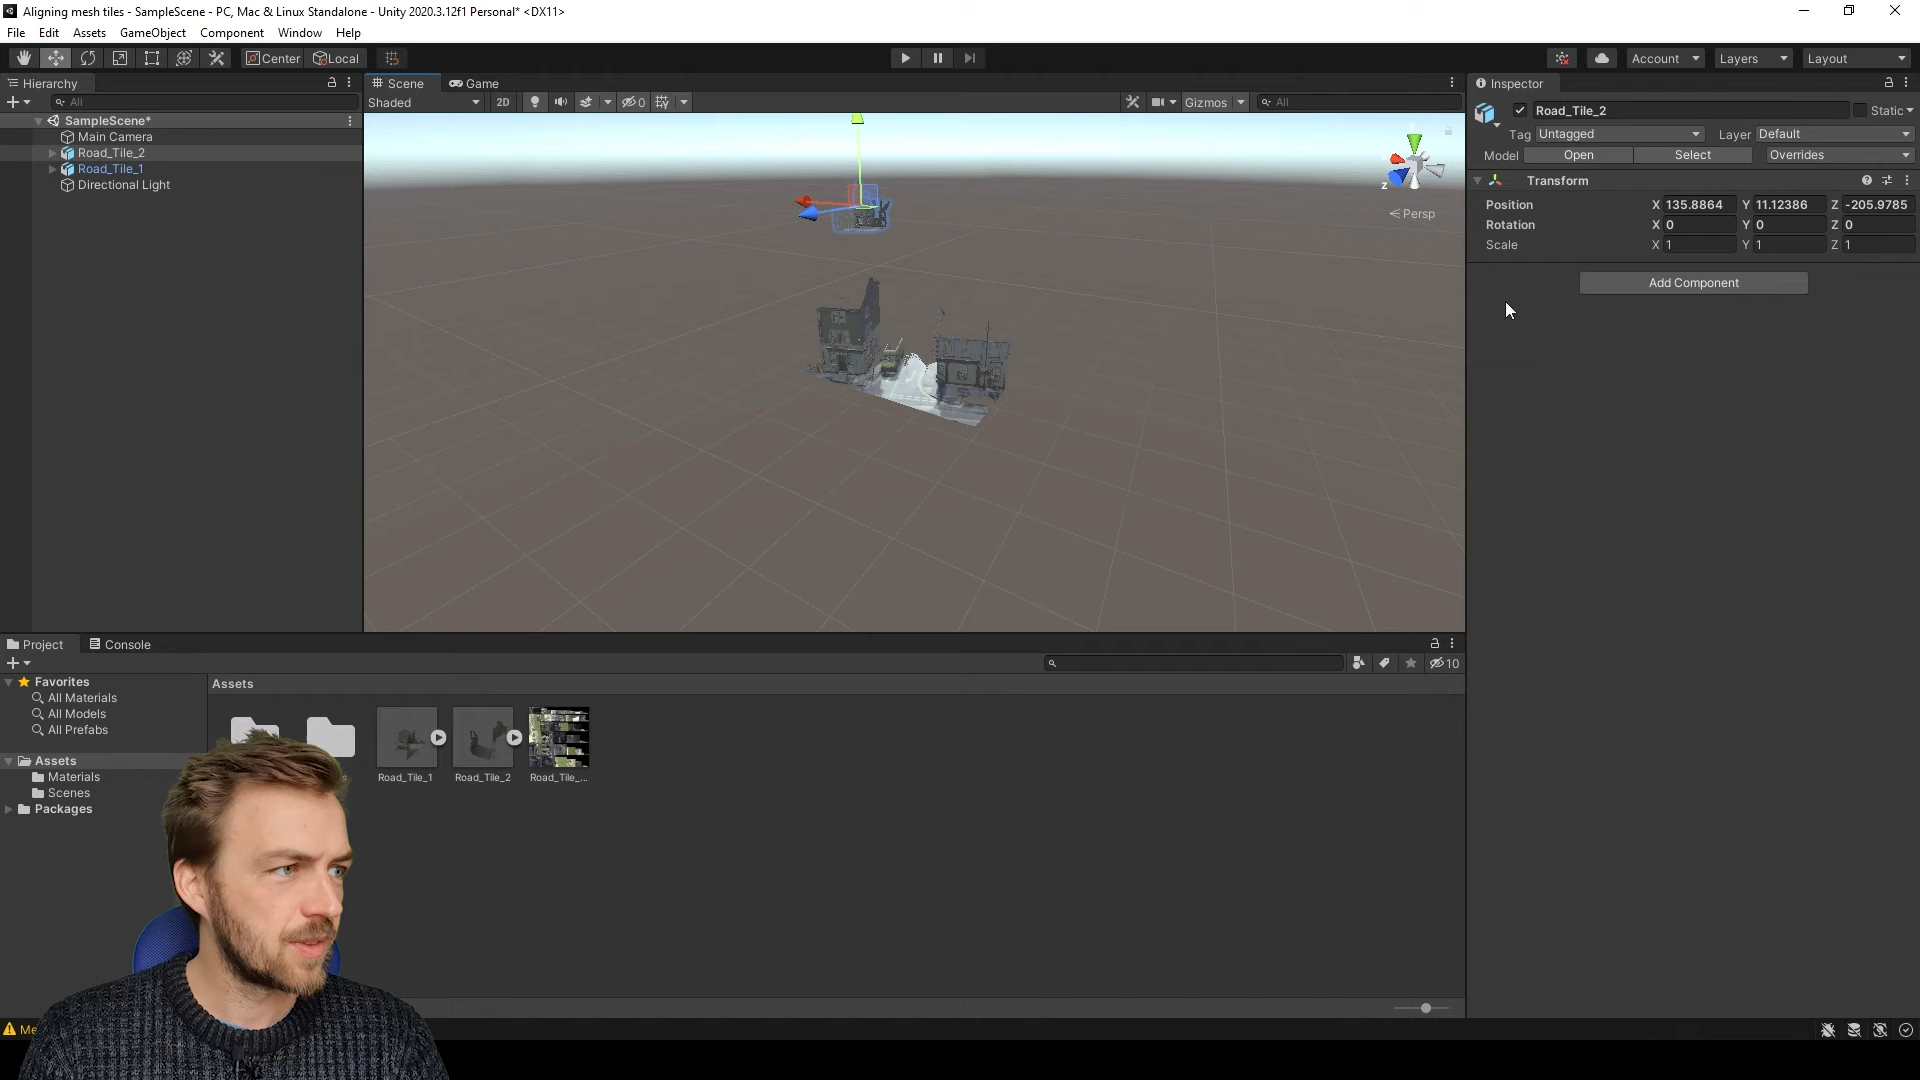 Aligning mesh tiles - SampleScene - PC, Mac & Linux Standalone - Unity 2020.3.12f1 Personal* <DX11>
File Edit Assets GameObject Component Window Help
Center Local Account Layers Layout
Hierarchy
All
SampleScene*
Main Camera
Road_Tile_2
Road_Tile_1
Directional Light
Scene Game
Shaded 2D 0 Gizmos All
z
Persp
Inspector
Road_Tile_2 Static
Tag Untagged Layer Default
Model Open Select Overrides
Transform
Position X 135.8864 Y 11.12386 Z -205.9785
Rotation X 0 Y 0 Z 0
Scale X 1 Y 1 Z 1
Add Component
Project Console
10
Favorites
All Materials
All Models
All Prefabs
Assets
Materials
Scenes
Packages
Assets
Road_Tile_1 Road_Tile_2 Road_Tile_...